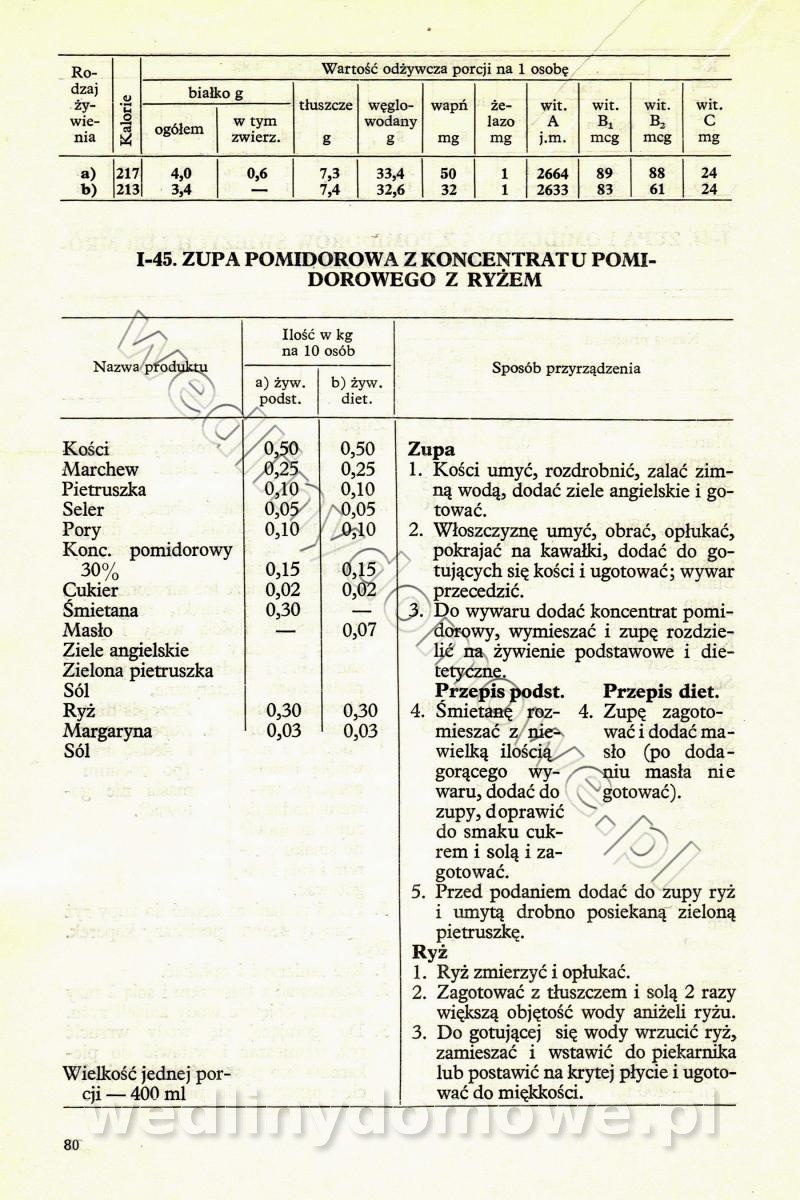 Ro-
dzaj
ży-
wie-
nia
Kalorie
Wartość odżywcza porcji na 1 osobę
białko g
ogółem
w tym
zwierz.
tłuszcze
g
węglo-
wodany
g
wapń
mg
że-
lazo
mg
wit.
A
j.m.
wit.
B₁
mcg
wit.
B₂
mcg
wit.
C
mg
a) 217 4,0 0,6 7,3 33,4 50 1 2664 89 88 24
b) 213 3,4 — 7,4 32,6 32 1 2633 83 61 24
I-45. ZUPA POMIDOROWA Z KONCENTRATU POMI-
DOROWEGO Z RYŻEM
Nazwa produktu
Ilość w kg
na 10 osób
a) żyw.
podst.
b) żyw.
diet.
Sposób przyrządzenia
Kości 0,50 0,50
Marchew 0,25 0,25
Pietruszka 0,10 0,10
Seler 0,05 0,05
Pory 0,10 0,10
Konc. pomidorowy
30% 0,15 0,15
Cukier 0,02 0,02
Śmietana 0,30 —
Masło — 0,07
Ziele angielskie
Zielona pietruszka
Sól
Ryż 0,30 0,30
Margaryna 0,03 0,03
Sól
Wielkość jednej por-
cji — 400 ml
Zupa
1. Kości umyć, rozdrobnić, zalać zim-
ną wodą, dodać ziele angielskie i go-
tować.
2. Włoszczyznę umyć, obrać, opłukać,
pokrajać na kawałki, dodać do go-
tujących się kości i ugotować; wywar
przecedzić.
3. Do wywaru dodać koncentrat pomi-
dorowy, wymieszać i zupę rozdzie-
lić na żywienie podstawowe i die-
tetyczne.
Przepis podst.
4. Śmietanę roz-
mieszać z nie-
wielką ilością
gorącego wy-
waru, dodać do
zupy, doprawić
do smaku cuk-
rem i solą i za-
gotować.
Przepis diet.
4. Zupę zagoto-
wać i dodać ma-
sło (po doda-
niu masła nie
gotować).
5. Przed podaniem dodać do zupy ryż
i umytą drobno posiekaną zieloną
pietruszkę.
Ryż
1. Ryż zmierzyć i opłukać.
2. Zagotować z tłuszczem i solą 2 razy
większą objętość wody aniżeli ryżu.
3. Do gotującej się wody wrzucić ryż,
zamieszać i wstawić do piekarnika
lub postawić na krytej płycie i ugoto-
wać do miękkości.
wedlinydomowe.pl
wedlinydomowe.pl
80